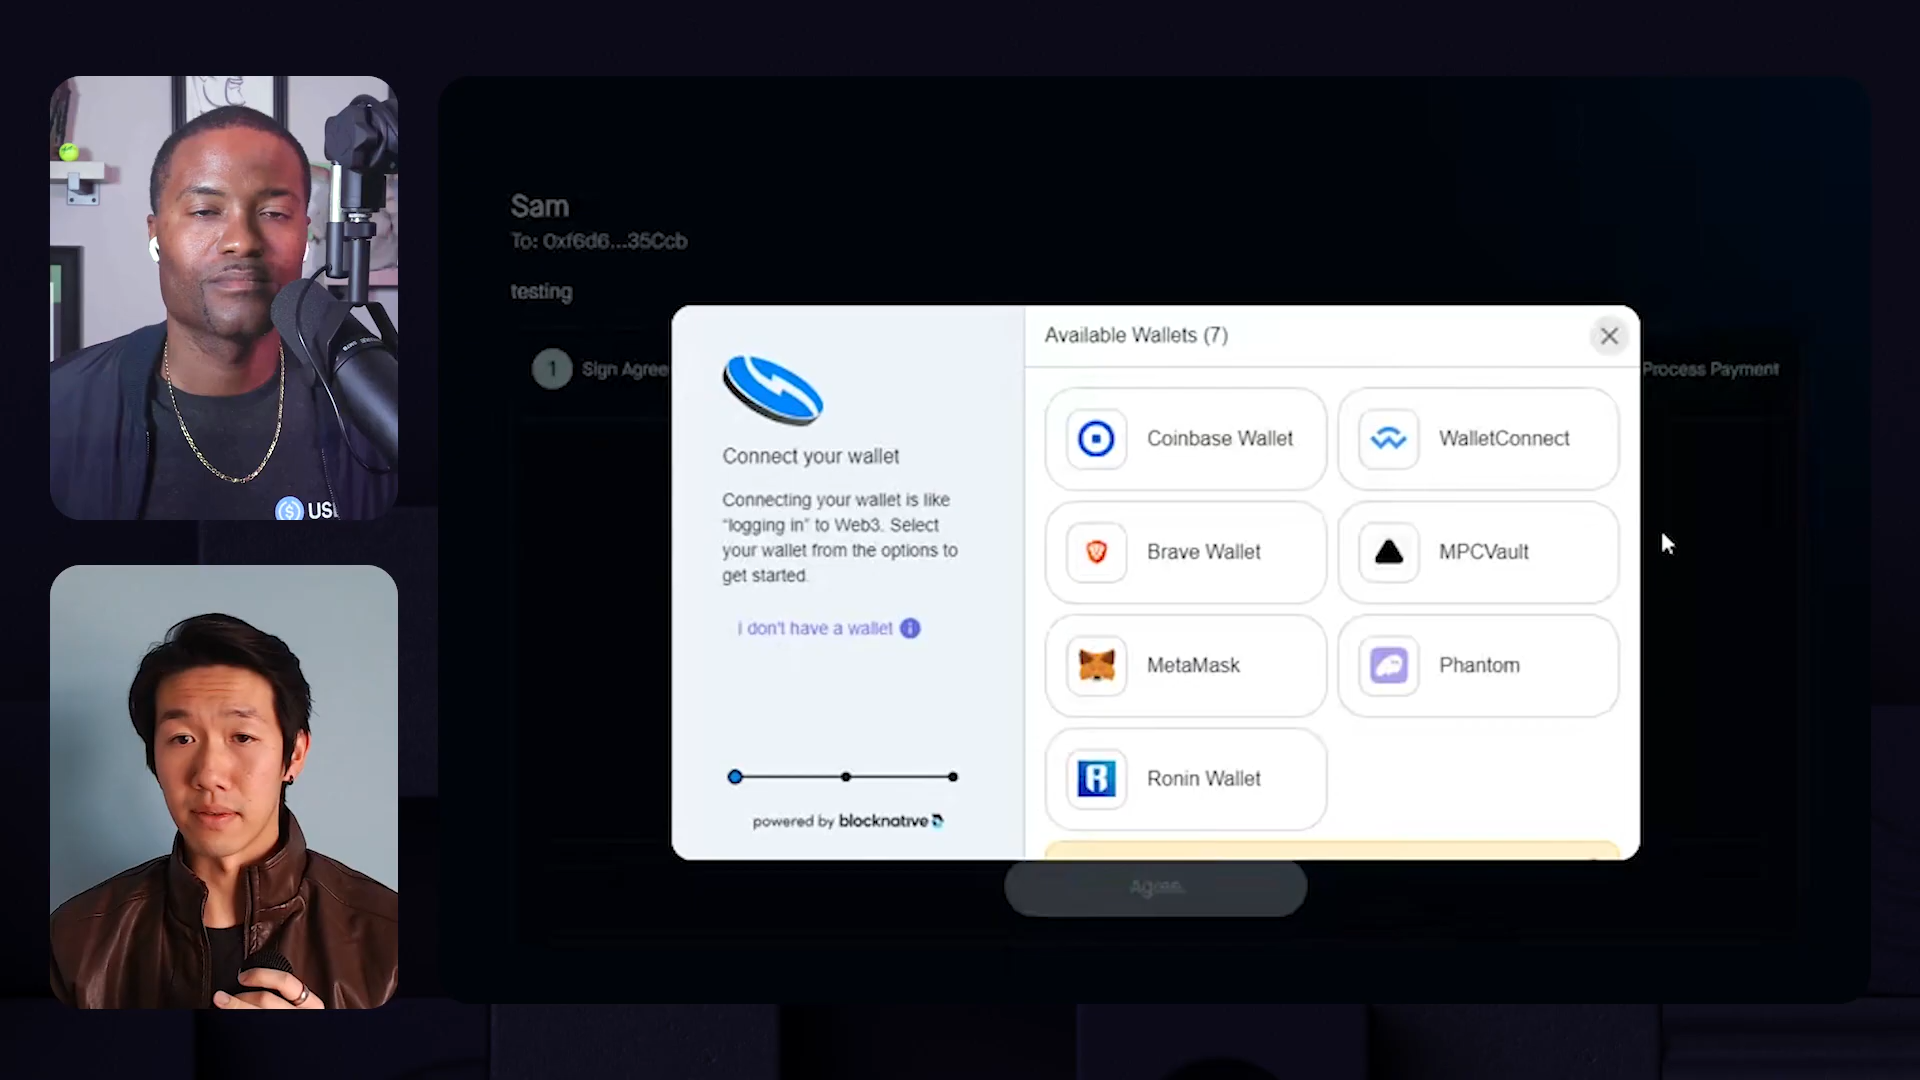 Sam
To: 0xf6d6...35Ccb
testing
1 Sign Agree
Process Payment
Connect your wallet
Connecting your wallet is like
“logging in” to Web3. Select
your wallet from the options to
get started.
I don't have a wallet
powered by blocknative
Available Wallets (7)
Coinbase Wallet
WalletConnect
Brave Wallet
MPCVault
MetaMask
Phantom
Ronin Wallet
Agree